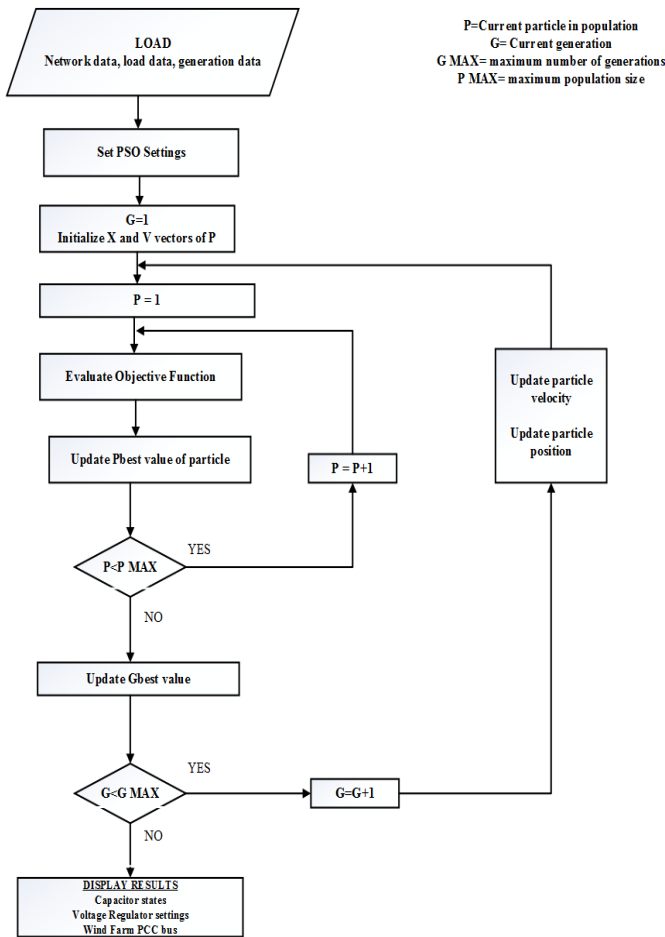 LOAD
Network data, load data, generation data
P=Current particle in population
G= Current generation
G MAX= maximum number of generations
P MAX= maximum population size
Set PSO Settings
G=1
Initialize X and V vectors of P
P = 1
Evaluate Objective Function
Update Pbest value of particle
P = P+1
Update particle
velocity
Update particle
position
P<P MAX
YES
NO
Update Gbest value
G<G MAX
YES
G=G+1
NO
DISPLAY RESULTS
Capacitor states
Voltage Regulator settings
Wind Farm PCC bus